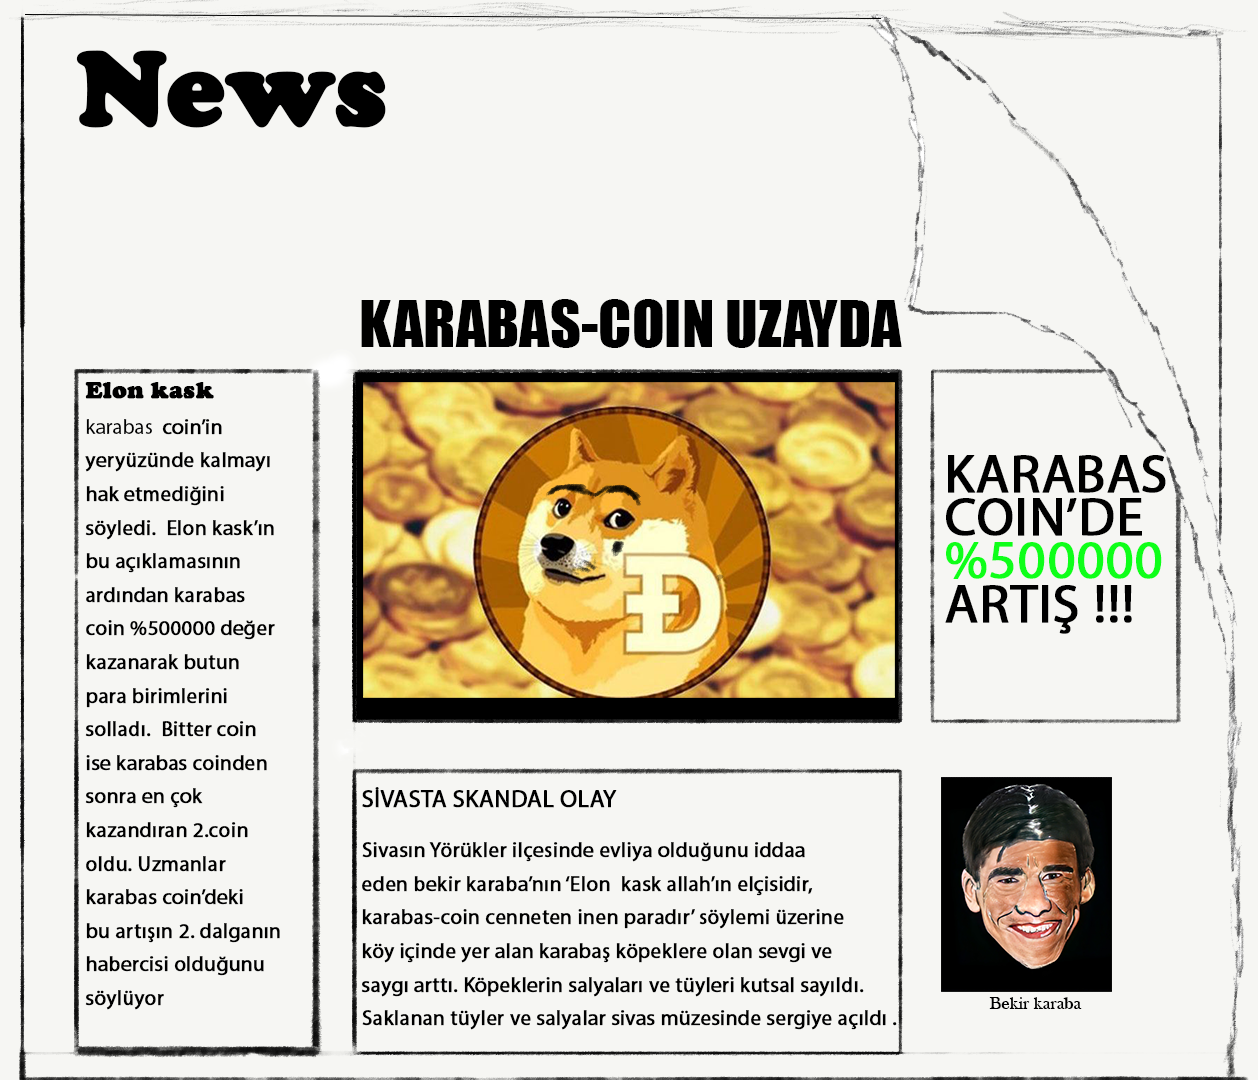 News
KARABAS-COIN UZAYDA
Elon kask
karabas coin’in
yeryüzünde kalmayı
hak etmediğini
söyledi. Elon kask’ın
bu açıklamasının
ardından karabas
coin %500000 değer
kazanarak butun
para birimlerini
solladı. Bitter coin
ise karabas coinden
sonra en çok
kazandıran 2.coin
oldu. Uzmanlar
karabas coin’deki
bu artışın 2. dalganın
habercisi olduğunu
söylüyor
Ð
KARABAS
COIN’DE
%500000
ARTIŞ !!!
SİVASTA SKANDAL OLAY
Sivasın Yörükler ilçesinde evliya olduğunu iddaa
eden bekir karaba’nın ‘Elon kask allah’ın elçisidir,
karabas-coin cenneten inen paradır’ söylemi üzerine
köy içinde yer alan karabaş köpeklere olan sevgi ve
saygı arttı. Köpeklerin salyaları ve tüyleri kutsal sayıldı.
Saklanan tüyler ve salyalar sivas müzesinde sergiye açıldı .
Bekir karaba